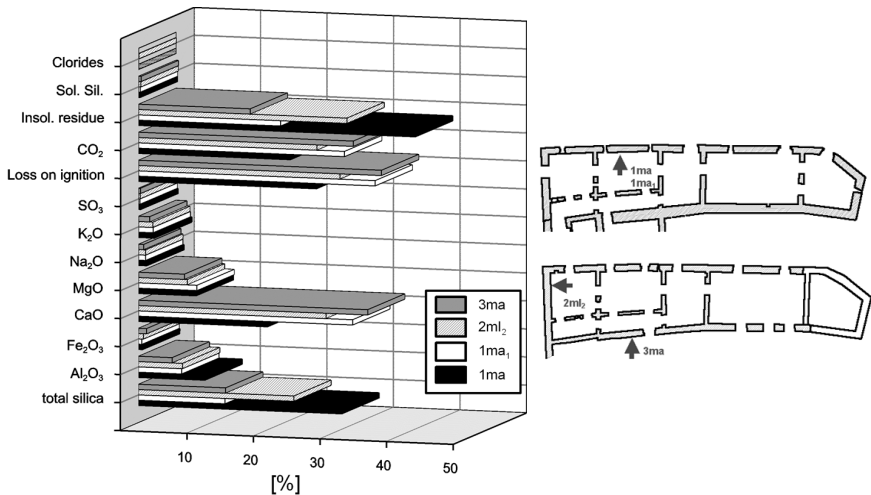 Clorides
Sol. Sil.
Insol. residue
CO₂
Loss on ignition
SO₃
K₂O
Na₂O
MgO
CaO
Fe₂O₃
Al₂O₃
total silica
10 20 30 40 50
[%]
3ma
2ml₂
1ma₁
1ma
1ma
1ma₁
2ml₂
3ma